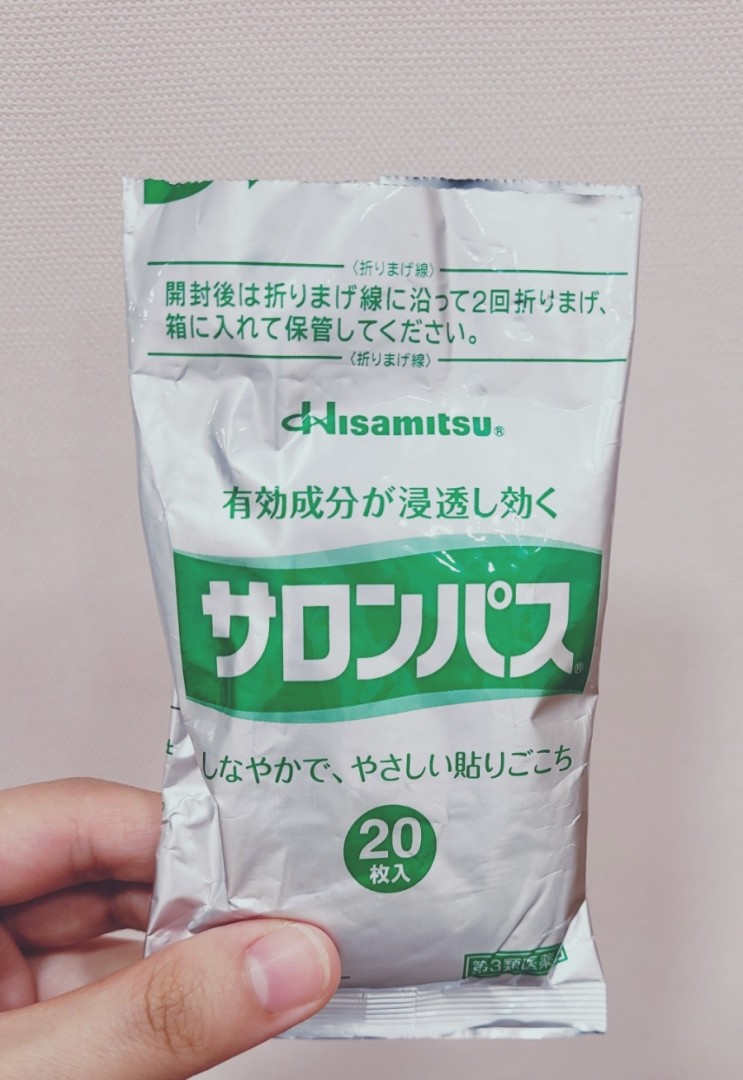 〈折りまげ線〉
開封後は折りまげ線に沿って2回折りまげ、
箱に入れて保管してください。
〈折りまげ線〉
Hisamitsu®
有効成分が浸透し効く
サロンパス®
しなやかで、やさしい貼りごこち
20
枚入
第3類医薬